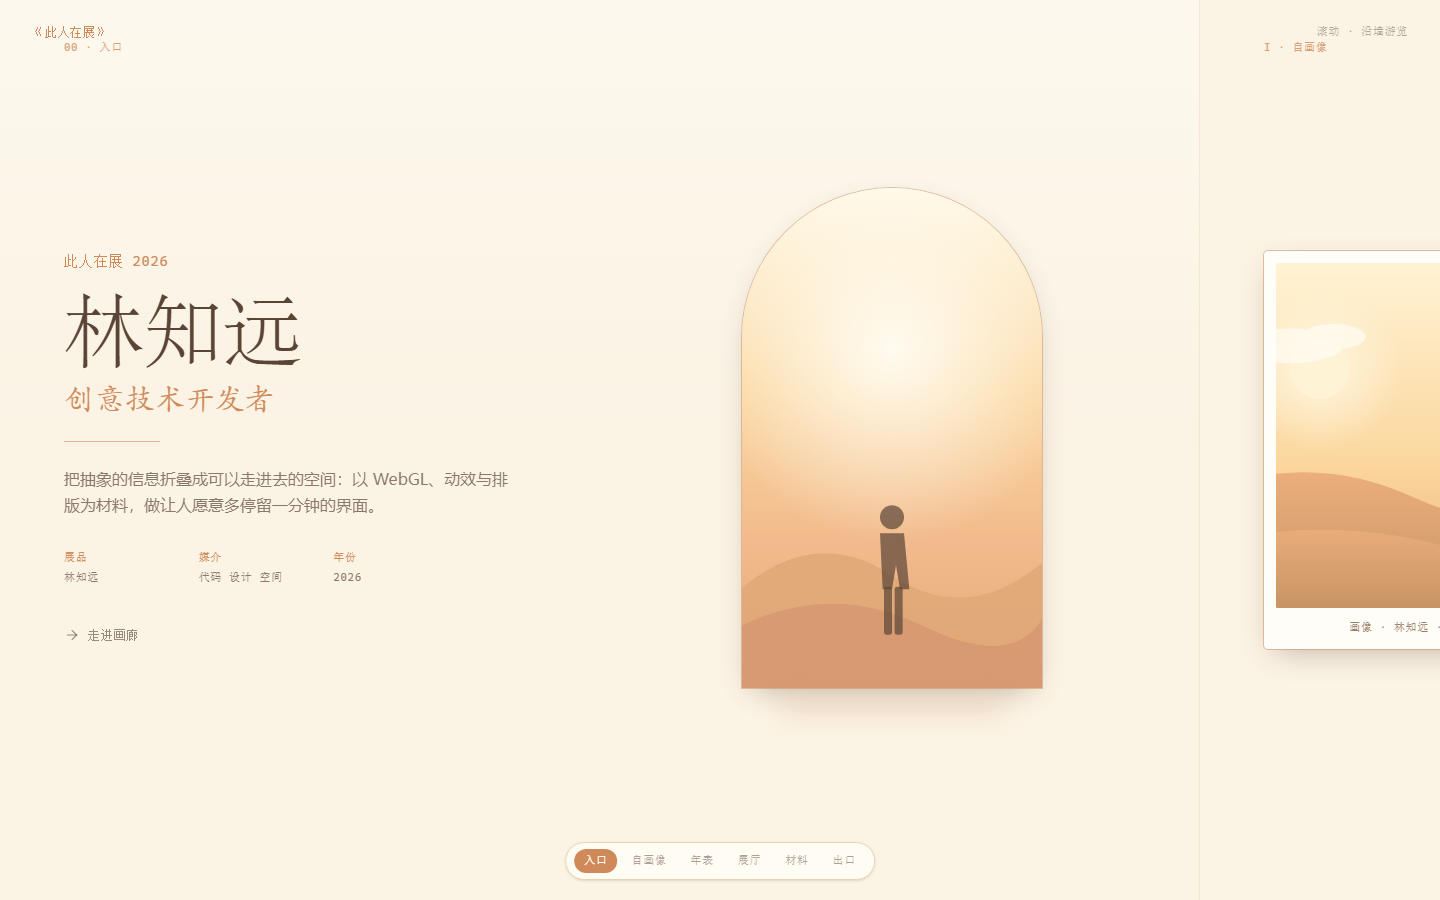 《此人在展》
00 · 入口
滚动 · 沿墙游览
I · 自画像
此人在展 2026
林知远
创意技术开发者
把抽象的信息折叠成可以走进去的空间：以 WebGL、动效与排
版为材料，做让人愿意多停留一分钟的界面。
展品 媒介 年份
林知远 代码 设计 空间 2026
→ 走进画廊
画像 · 林知远 ·
入口 自画像 年表 展厅 材料 出口